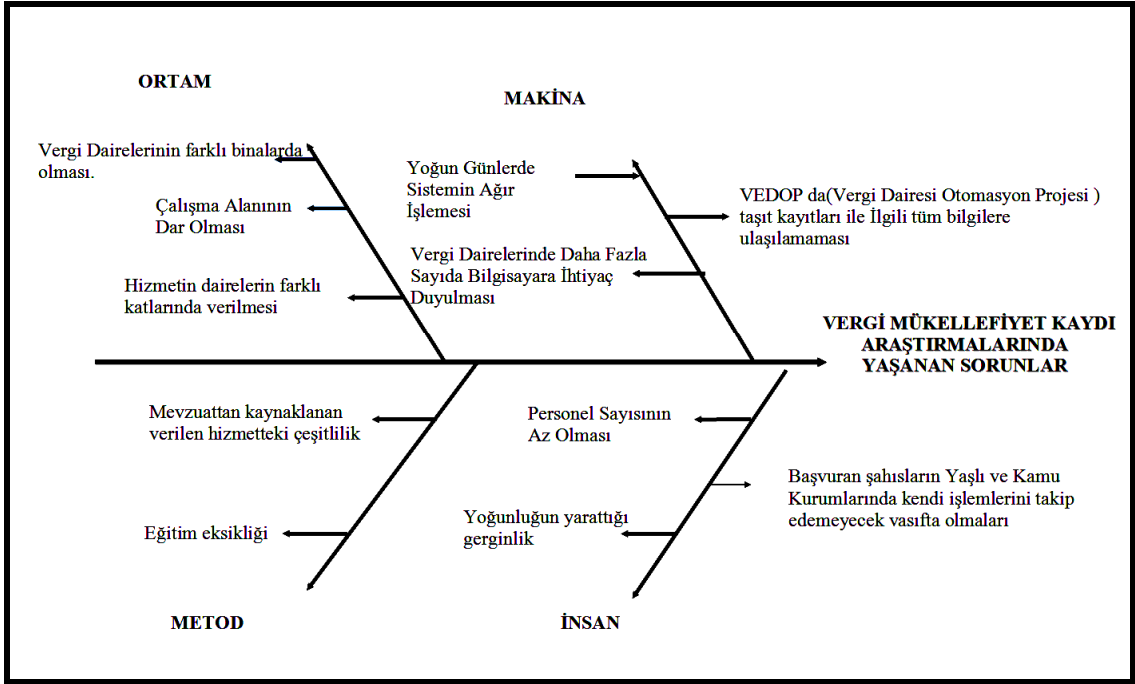 ORTAM
MAKİNA
Vergi Dairelerinin farklı binalarda
olması.
Çalışma Alanının
Dar Olması
Hizmetin dairelerin farklı
katlarında verilmesi
Yoğun Günlerde
Sistemin Ağır
İşlemesi
VEDOP da(Vergi Dairesi Otomasyon Projesi )
taşıt kayıtları ile İlgili tüm bilgilere
ulaşılamaması
Vergi Dairelerinde Daha Fazla
Sayıda Bilgisayara İhtiyaç
Duyulması
VERGİ MÜKELLEFİYET KAYDI
ARAŞTIRMALARINDA
YAŞANAN SORUNLAR
Mevzuattan kaynaklanan
verilen hizmetteki çeşitlilik
Eğitim eksikliği
Personel Sayısının
Az Olması
Başvuran şahısların Yaşlı ve Kamu
Kurumlarında kendi işlemlerini takip
edemeyecek vasıfta olmaları
Yoğunluğun yarattığı
gerginlik
METOD
İNSAN